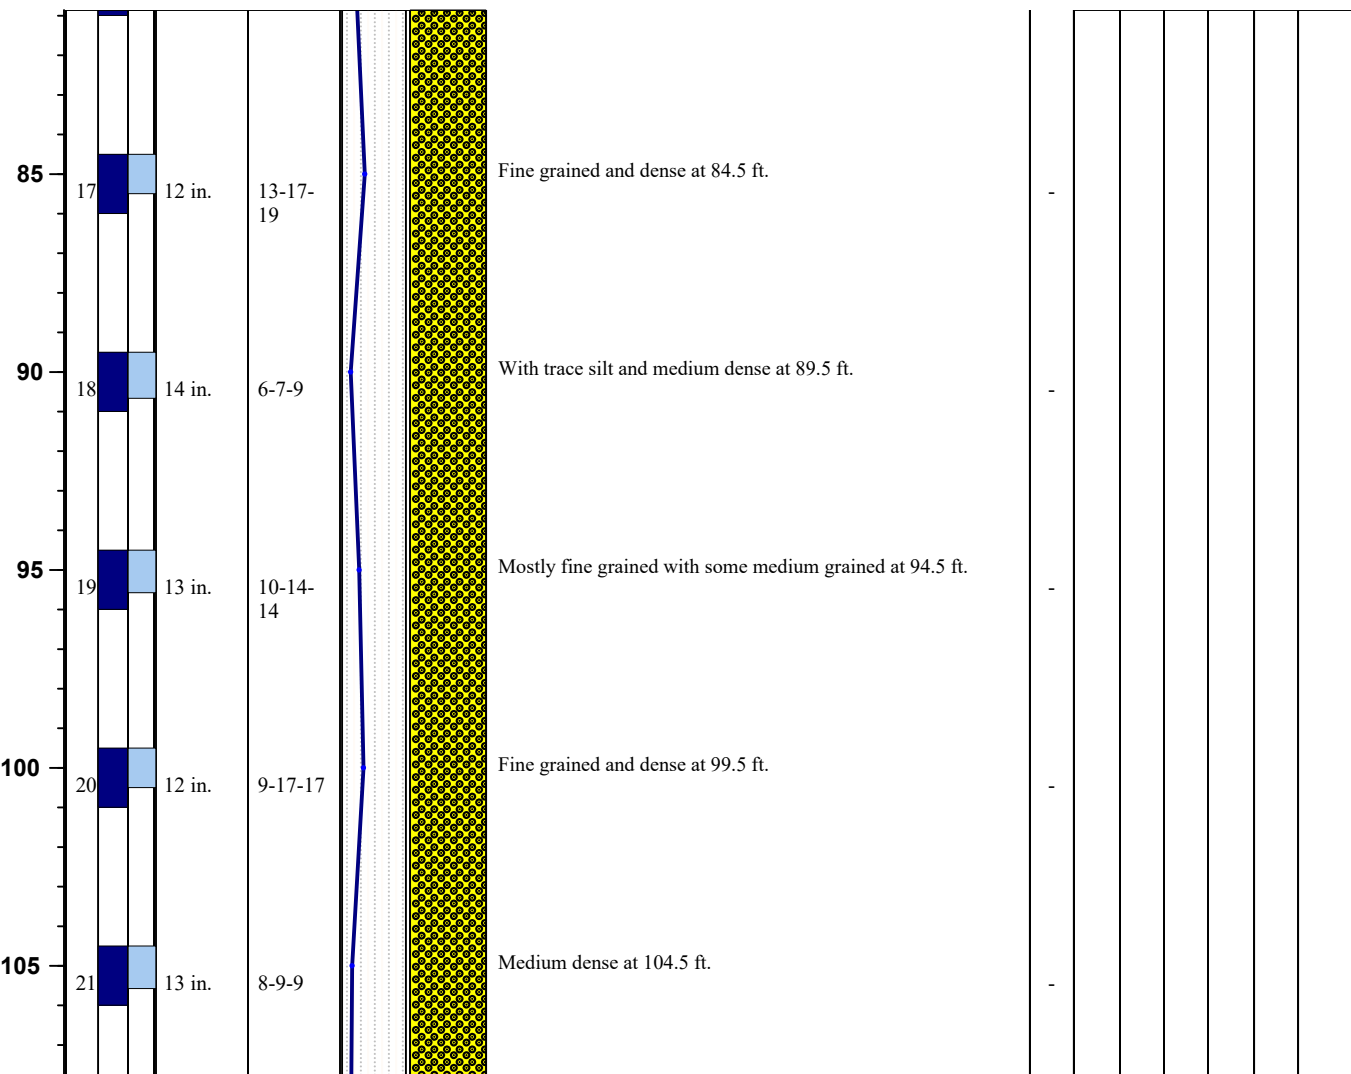 85
Fine grained and dense at 84.5 ft.
17
12 in.
13-17-
19
-
90
With trace silt and medium dense at 89.5 ft.
18
14 in.
6-7-9
-
95
Mostly fine grained with some medium grained at 94.5 ft.
19
13 in.
10-14-
14
-
100
Fine grained and dense at 99.5 ft.
20
12 in.
9-17-17
-
105
Medium dense at 104.5 ft.
21
13 in.
8-9-9
-